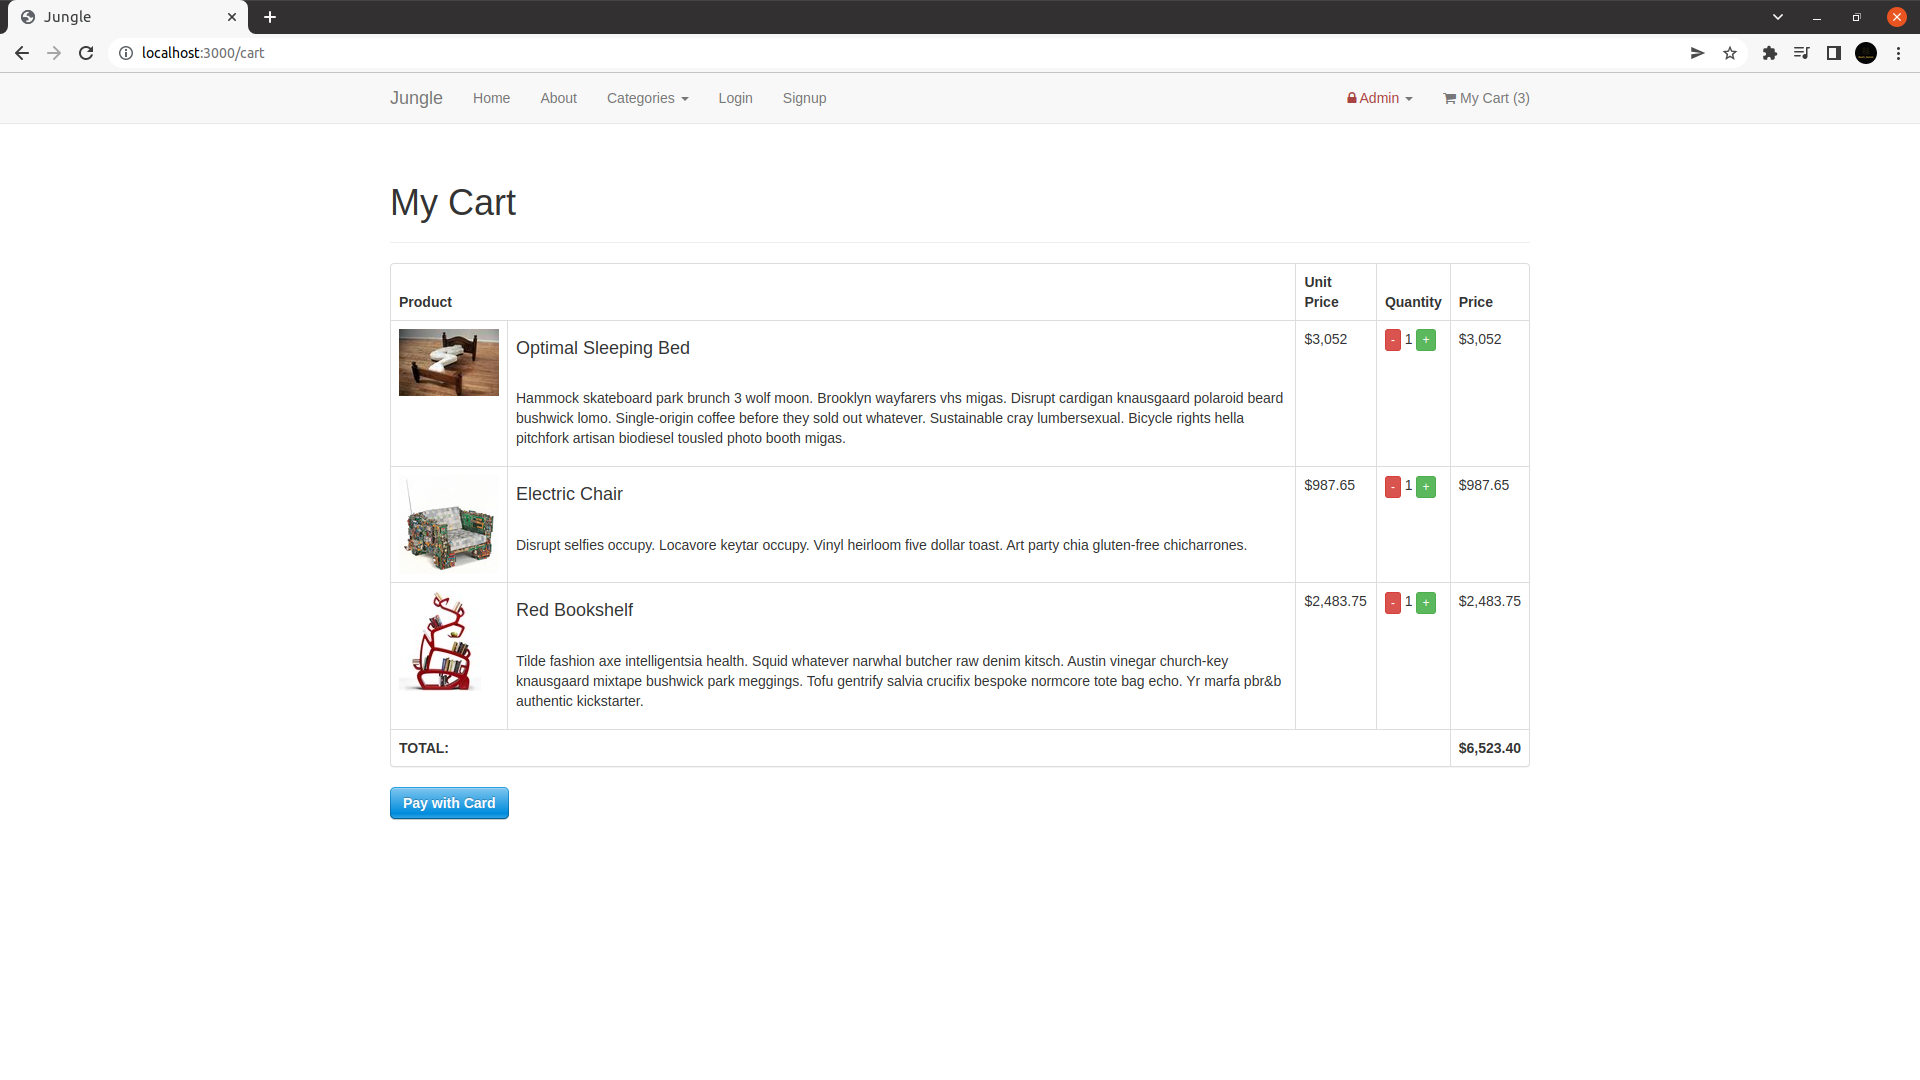 Jungle
localhost:3000/cart
Jungle Home About Categories Login Signup Admin My Cart (3)
My Cart
Product Unit Price Quantity Price
Optimal Sleeping Bed $3,052 - 1 + $3,052
Hammock skateboard park brunch 3 wolf moon. Brooklyn wayfarers vhs migas. Disrupt cardigan knausgaard polaroid beard
bushwick lomo. Single-origin coffee before they sold out whatever. Sustainable cray lumbersexual. Bicycle rights hella
pitchfork artisan biodiesel tousled photo booth migas.
Electric Chair $987.65 - 1 + $987.65
Disrupt selfies occupy. Locavore keytar occupy. Vinyl heirloom five dollar toast. Art party chia gluten-free chicharrones.
Red Bookshelf $2,483.75 - 1 + $2,483.75
Tilde fashion axe intelligentsia health. Squid whatever narwhal butcher raw denim kitsch. Austin vinegar church-key
knausgaard mixtape bushwick park meggings. Tofu gentrify salvia crucifix bespoke normcore tote bag echo. Yr marfa pbr&b
authentic kickstarter.
TOTAL: $6,523.40
Pay with Card